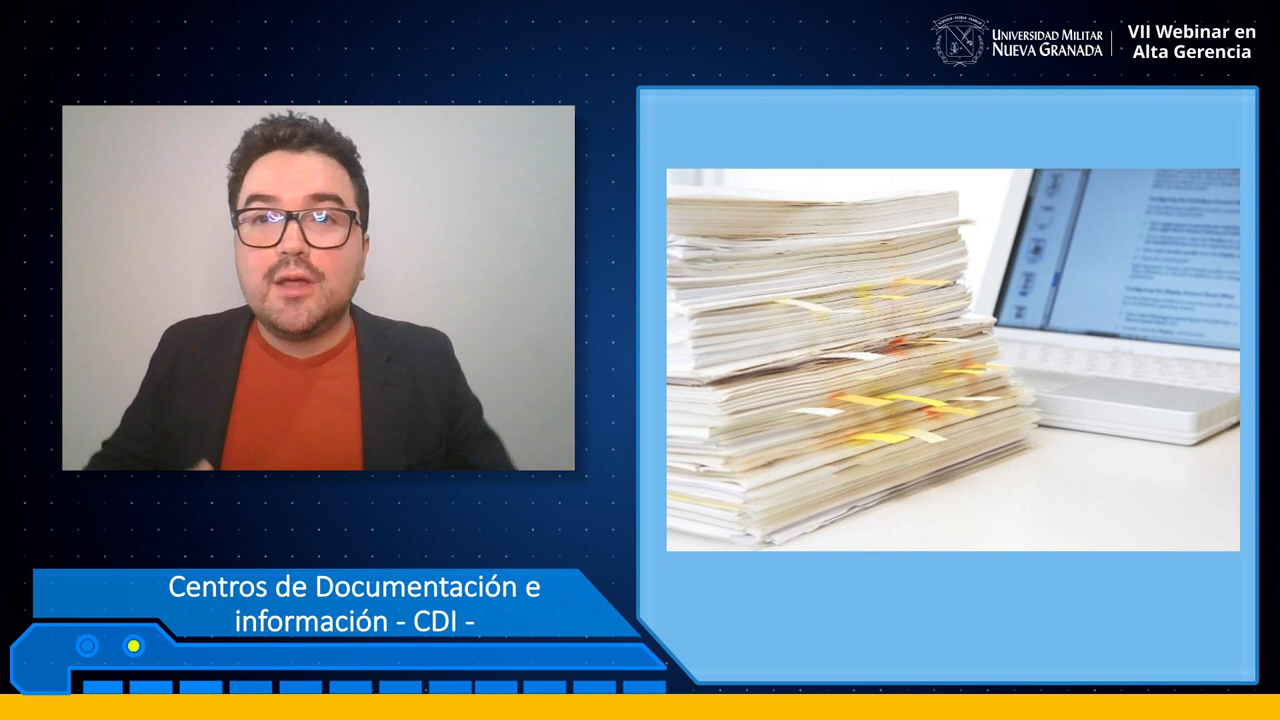 UNIVERSIDAD MILITAR
NUEVA GRANADA
VII Webinar en
Alta Gerencia
Centros de Documentación e
información - CDI -